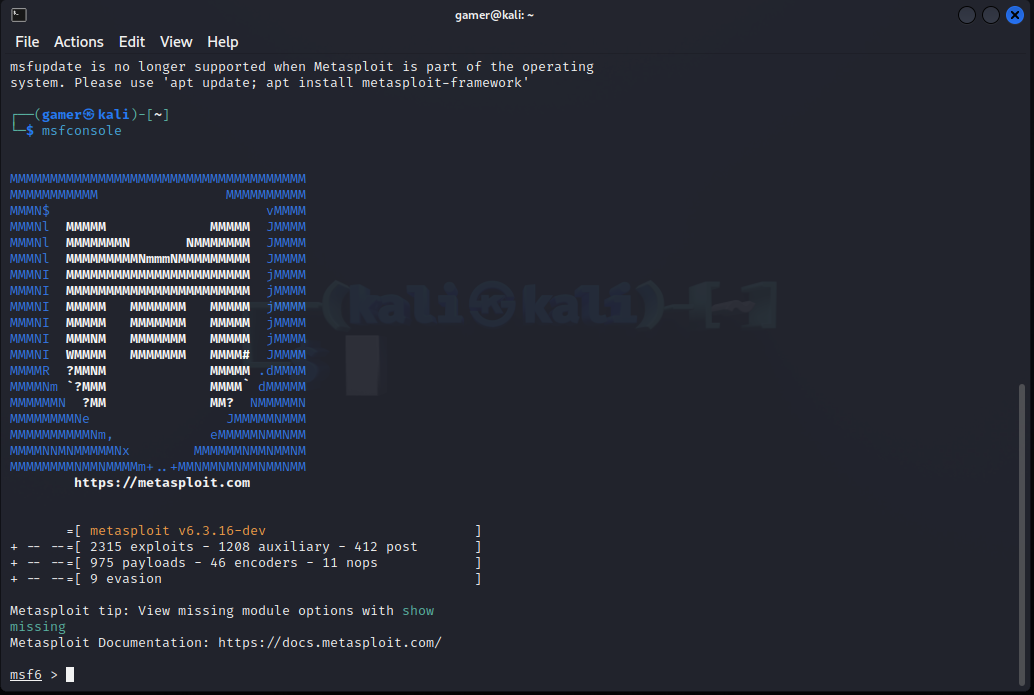 gamer@kali: ~
File Actions Edit View Help
msfupdate is no longer supported when Metasploit is part of the operating
system. Please use 'apt update; apt install metasploit-framework'
┌──(gamer㉿kali)-[~]
└─$ msfconsole
MMMMMMMMMMMMMMMMMMMMMMMMMMMMMMMMMMMMM
MMMMMMMMMMM                MMMMMMMMMM
MMMN$                           vMMMM
MMMNl  MMMMM             MMMMM  JMMMM
MMMNl  MMMMMMMN       NMMMMMMM  JMMMM
MMMNl  MMMMMMMMMNmmmNMMMMMMMMM  JMMMM
MMMNI  MMMMMMMMMMMMMMMMMMMMMMM  jMMMM
MMMNI  MMMMMMMMMMMMMMMMMMMMMMM  jMMMM
MMMNI  MMMMM   MMMMMMM   MMMMM  jMMMM
MMMNI  MMMMM   MMMMMMM   MMMMM  jMMMM
MMMNI  MMMNM   MMMMMMM   MMMMM  jMMMM
MMMNI  WMMMM   MMMMMMM   MMMM#  JMMMM
MMMMR  ?MMNM             MMMMM .dMMMM
MMMMNm `?MMM             MMMM` dMMMMM
MMMMMMN  ?MM             MM?  NMMMMMN
MMMMMMMMNe                 JMMMMMNMMM
MMMMMMMMMMNm,            eMMMMMNMMNMM
MMMMNNMNMMMMMNx        MMMMMMNMMNMMNM
MMMMMMMMNMMNMMMMm+..+MMNMMNMNMMNMMNMM
https://metasploit.com
=[ metasploit v6.3.16-dev ]
+ -- --=[ 2315 exploits - 1208 auxiliary - 412 post ]
+ -- --=[ 975 payloads - 46 encoders - 11 nops ]
+ -- --=[ 9 evasion ]
Metasploit tip: View missing module options with show
missing
Metasploit Documentation: https://docs.metasploit.com/
msf6 >
(kali㉿kali)-[~]